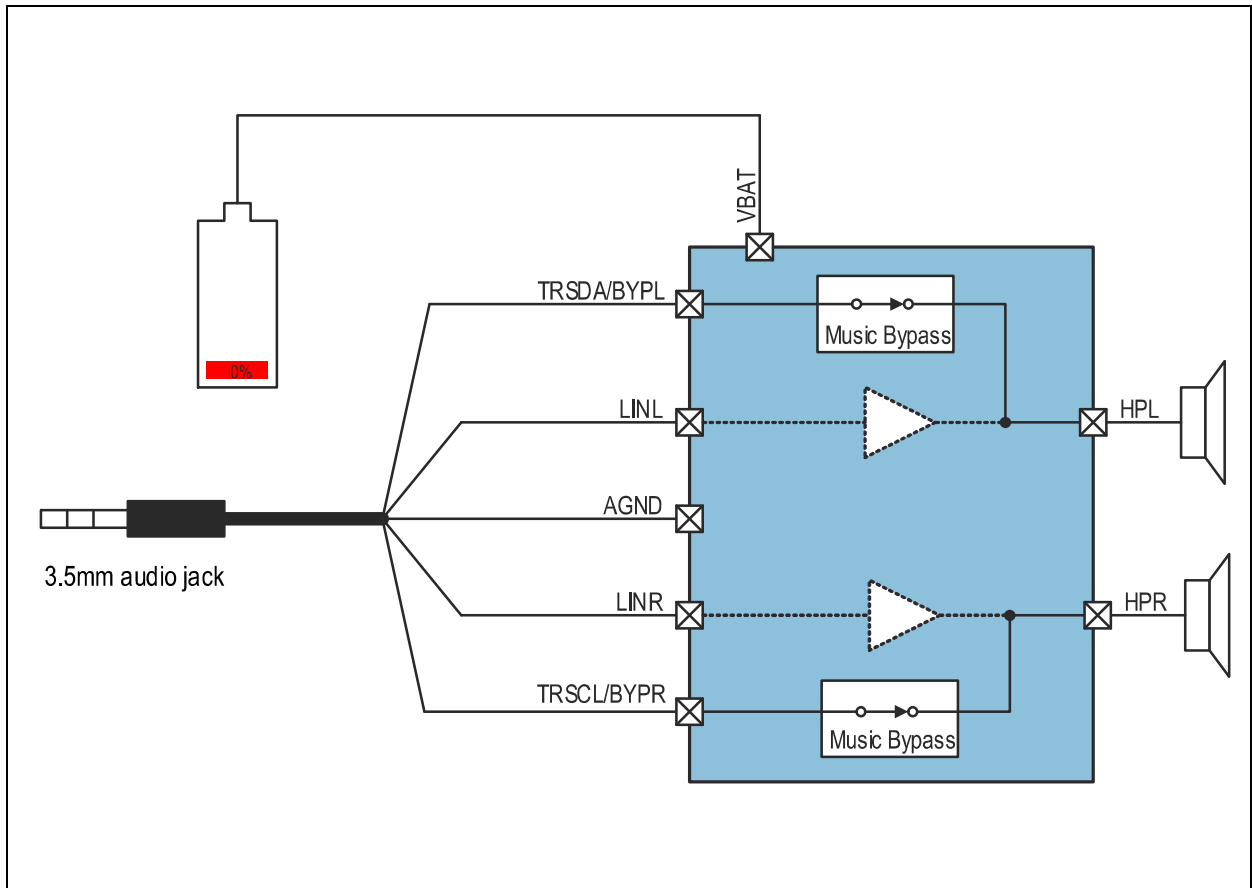 VBAT
TRSDA/BYPL
Music Bypass
0%
LINL
HPL
AGND
3.5mm audio jack
LINR
HPR
TRSCL/BYPR
Music Bypass